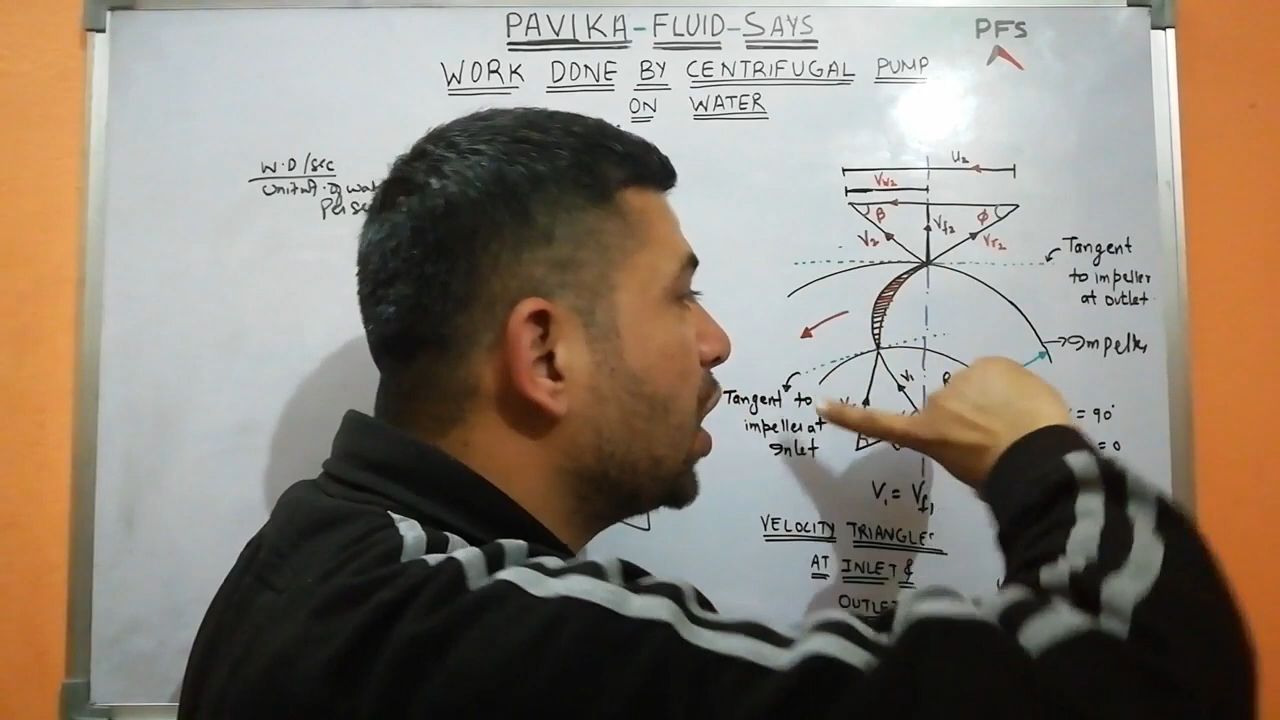 PAVIKA-FLUID-SAYS
PFS
WORK DONE BY CENTRIFUGAL PUMP
ON WATER
W.D/sec
unit wt. of wat
Per se
u2
Vw2
β
φ
V2
Vf2
Vr2
Tangent
to impeller
at outlet
Impeller
V1
R
Tangent to
impeller at
Inlet
= 90°
= 0
V1 = Vf1
VELOCITY TRIANGLES
AT INLET &
OUTLET